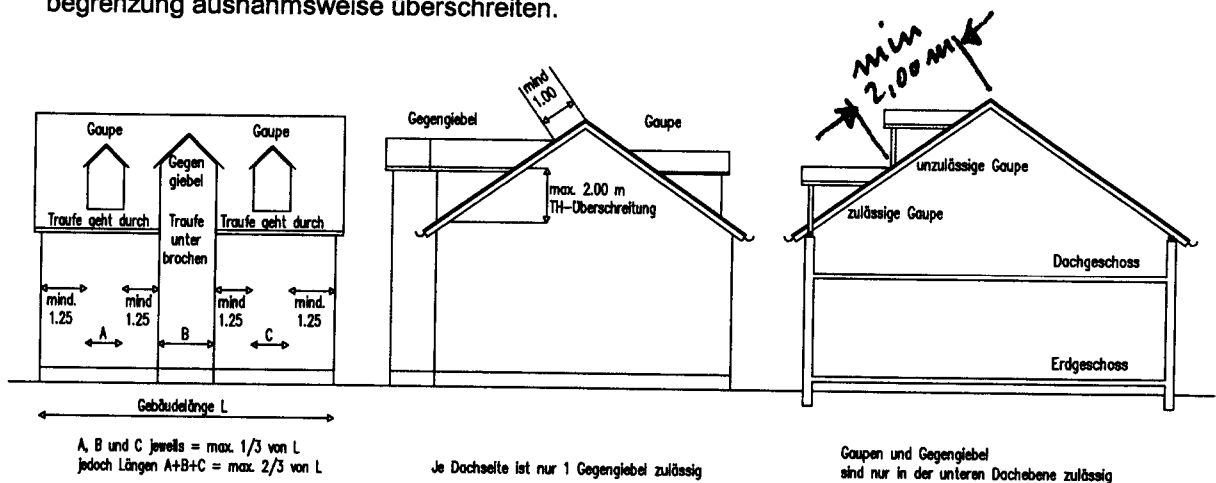 begrenzung ausnahmsweise überschreiten.
Gaupe
Gegen
giebel
Gaupe
Traufe geht durch
Traufe
unter
brochen
Traufe geht durch
mind.
1.25
mind
1.25
mind
1.25
mind.
1.25
A
B
C
Gebäudelänge L
A, B und C jeweils = max. 1/3 von L
jedoch Längen A+B+C = max. 2/3 von L
Gegengiebel
mind
1.00
Gaupe
max. 2.00 m
TH-Überschreitung
Je Dachseite ist nur 1 Gegengiebel zulässig
min
2,00 m
unzulässige Gaupe
zulässige Gaupe
Dachgeschoss
Erdgeschoss
Gaupen und Gegengiebel
sind nur in der unteren Dachebene zulässig